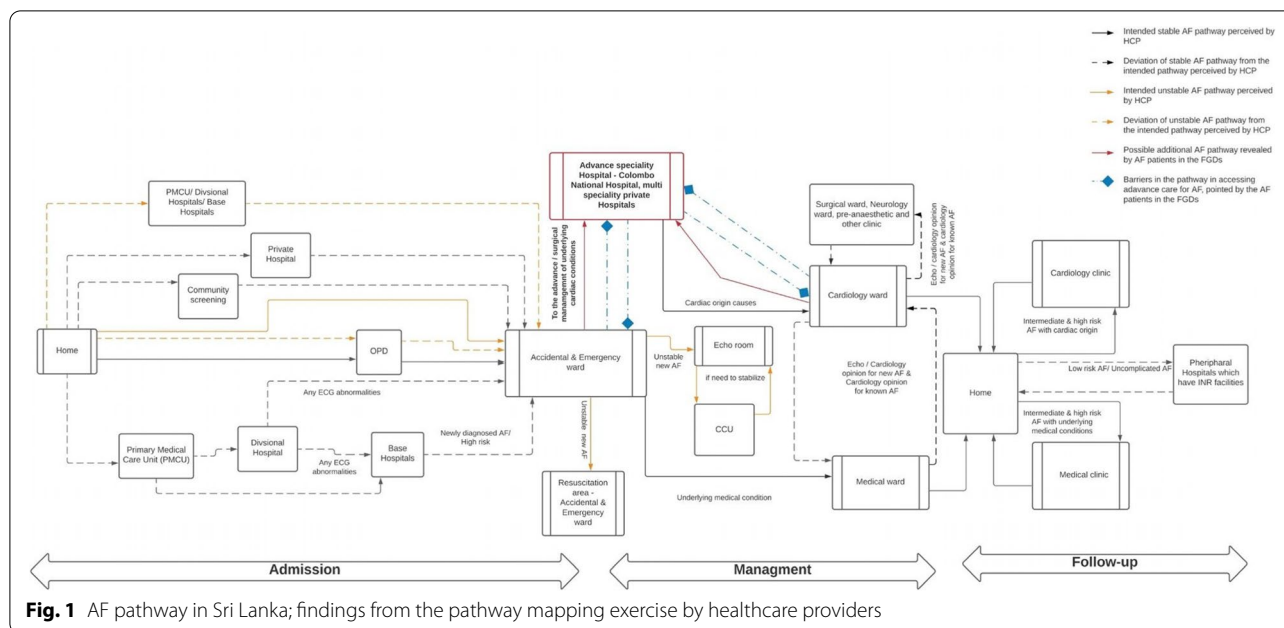 Intended stable AF pathway perceived by
HCP
Deviation of stable AF pathway from the
intended pathway perceived by HCP
Intended unstable AF pathway perceived
by HCP
Deviation of unstable AF pathway from
the intended pathway perceived by HCP
Possible additional AF pathway revealed
by AF patients in the FGDs
Barriers in the pathway in accessing
adavance care for AF, pointed by the AF
patients in the FGDs
Advance speciality
Hospital - Colombo
National Hospital, multi
speciality private
Hospitals
PMCU/ Divsional
Hospitals/ Base
Hospitals
Private
Hospital
Community
screening
Home
OPD
Accidental & Emergency
ward
To the adavance / surgical
manamgemnt of underlying
cardiac conditions
Any ECG abnormalities
Primary Medical
Care Unit (PMCU)
Divsional
Hospital
Any ECG
abnormalities
Base
Hospitals
Newly diagnosed AF/
High risk
Unstable new AF
Resuscitation
area -
Accidental &
Emergency
ward
Unstable
new AF
Echo room
if need to stabilize
CCU
Cardiac origin causes
Underlying medical condition
Surgical ward, Neurology
ward, pre-anaesthetic and
other clinic
Echo / cardiology opinion
for new AF & cardiology
opinion for known AF
Cardiology ward
Echo / Cardiology
opinion for new AF &
Cardiology opinion
for known AF
Medical ward
Home
Cardiology clinic
Intermediate & high risk
AF with cardiac origin
Low risk AF/ Uncomplicated AF
Pheripharal
Hospitals which
have INR facilities
Intermediate & high risk
AF with underlying
medical conditions
Medical clinic
Admission
Managment
Follow-up
Fig. 1 AF pathway in Sri Lanka; findings from the pathway mapping exercise by healthcare providers